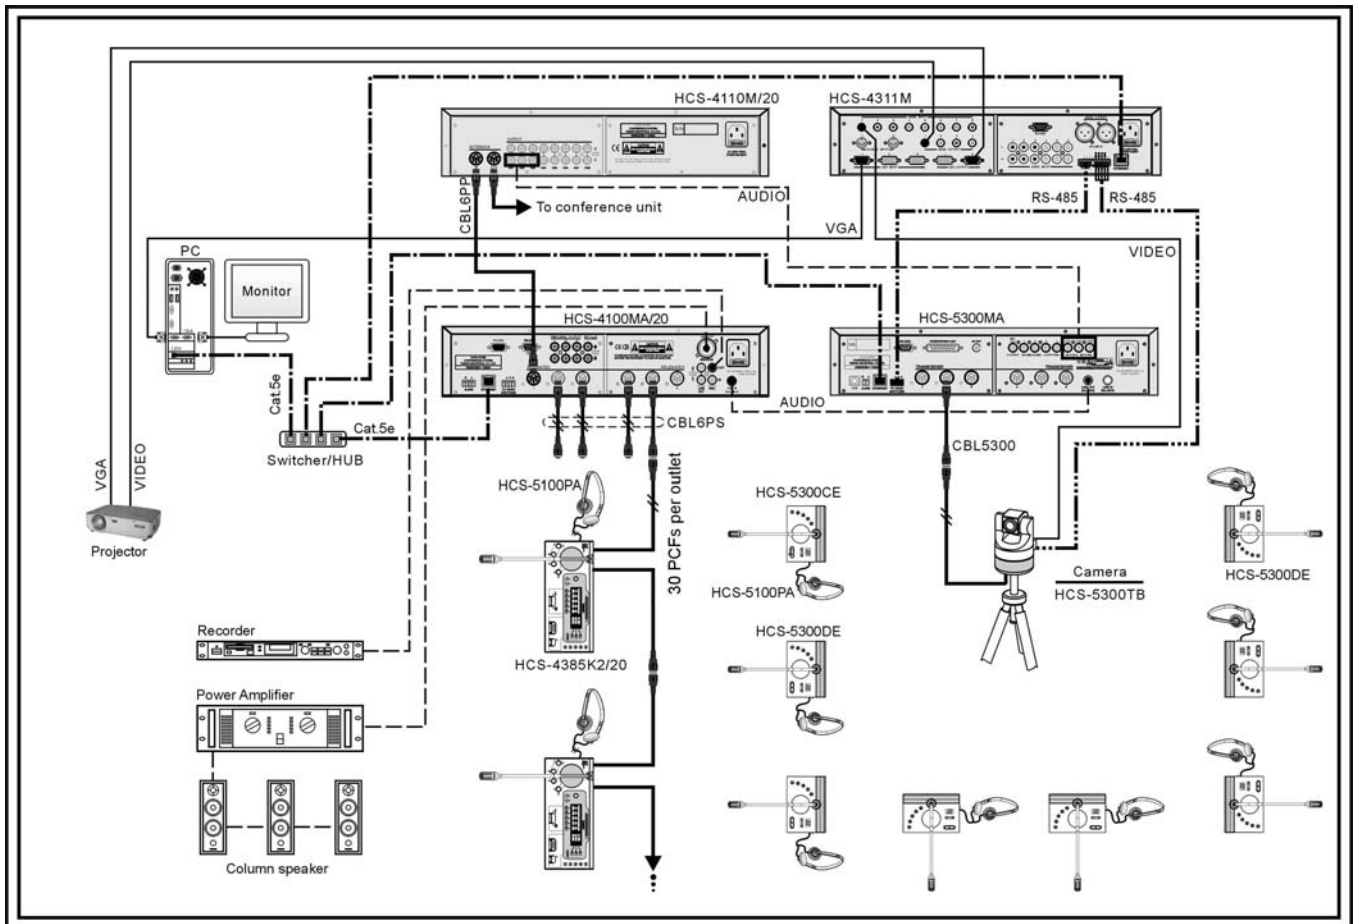 HCS-4110M/20
HCS-4311M
CBL6PP
To conference unit
AUDIO
RS-485
RS-485
VGA
VIDEO
PC
Monitor
HCS-4100MA/20
HCS-5300MA
Cat.5e
Cat.5e
Switcher/HUB
AUDIO
CBL6PS
CBL5300
VGA
VIDEO
Projector
HCS-5100PA
30 PCFs per outlet
HCS-5300CE
HCS-5100PA
Camera
HCS-5300TB
HCS-5300DE
HCS-5300DE
Recorder
HCS-4385K2/20
Power Amplifier
Column speaker